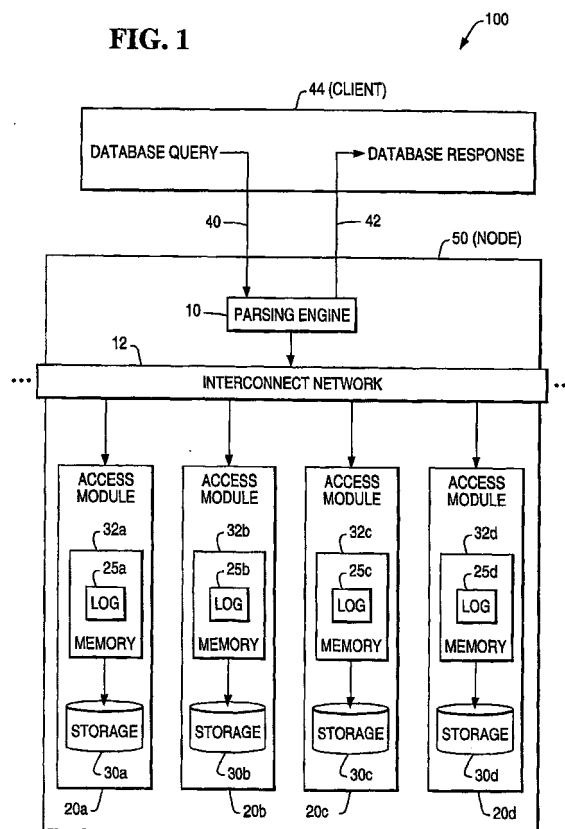 FIG. 1
100
44 (CLIENT)
DATABASE QUERY
DATABASE RESPONSE
40
42
50 (NODE)
10
PARSING ENGINE
12
...
INTERCONNECT NETWORK
...
ACCESS MODULE
ACCESS MODULE
ACCESS MODULE
ACCESS MODULE
32a
32b
32c
32d
25a
25b
25c
25d
LOG
LOG
LOG
LOG
MEMORY
MEMORY
MEMORY
MEMORY
STORAGE
STORAGE
STORAGE
STORAGE
30a
30b
30c
30d
20a
20b
20c
20d